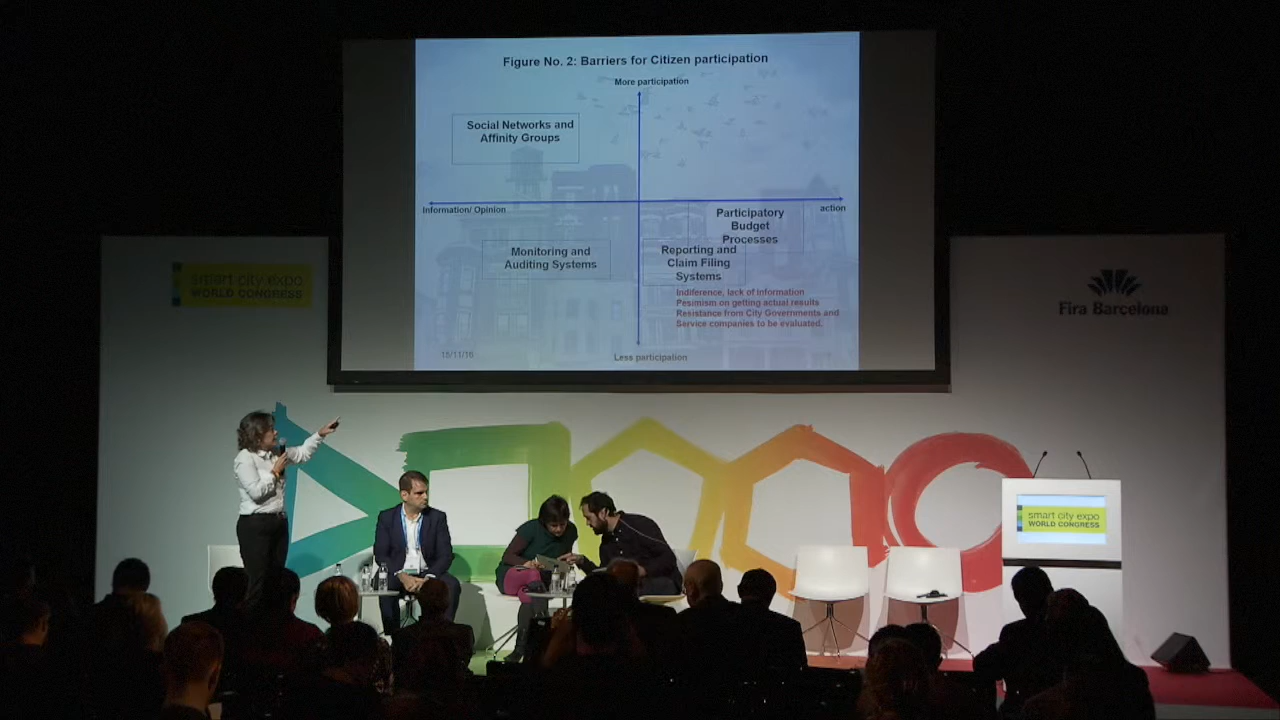 Figure No. 2: Barriers for Citizen participation
More participation
Social Networks and
Affinity Groups
Information/ Opinion
action
Participatory
Budget
Processes
Monitoring and
Auditing Systems
Reporting and
Claim Filing
Systems
Indiference, lack of information
Pesimism on getting actual results
Resistance from City Governments and
Service companies to be evaluated.
15/11/16
Less participation
smart city expo
WORLD CONGRESS
Fira Barcelona
smart city expo
WORLD CONGRESS